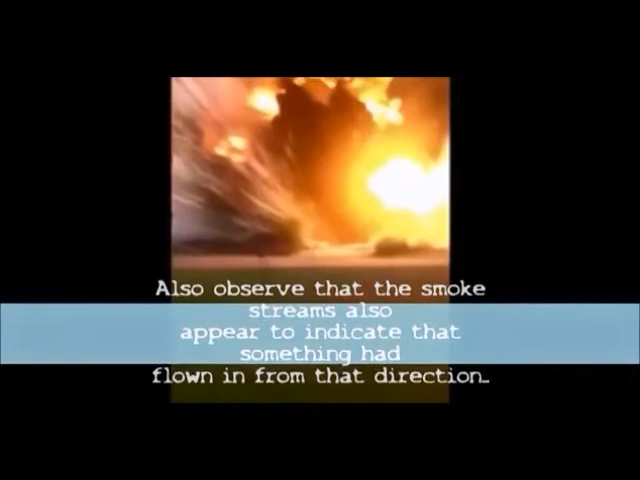 Also observe that the smoke
streams also
appear to indicate that
something had
flown in from that direction…